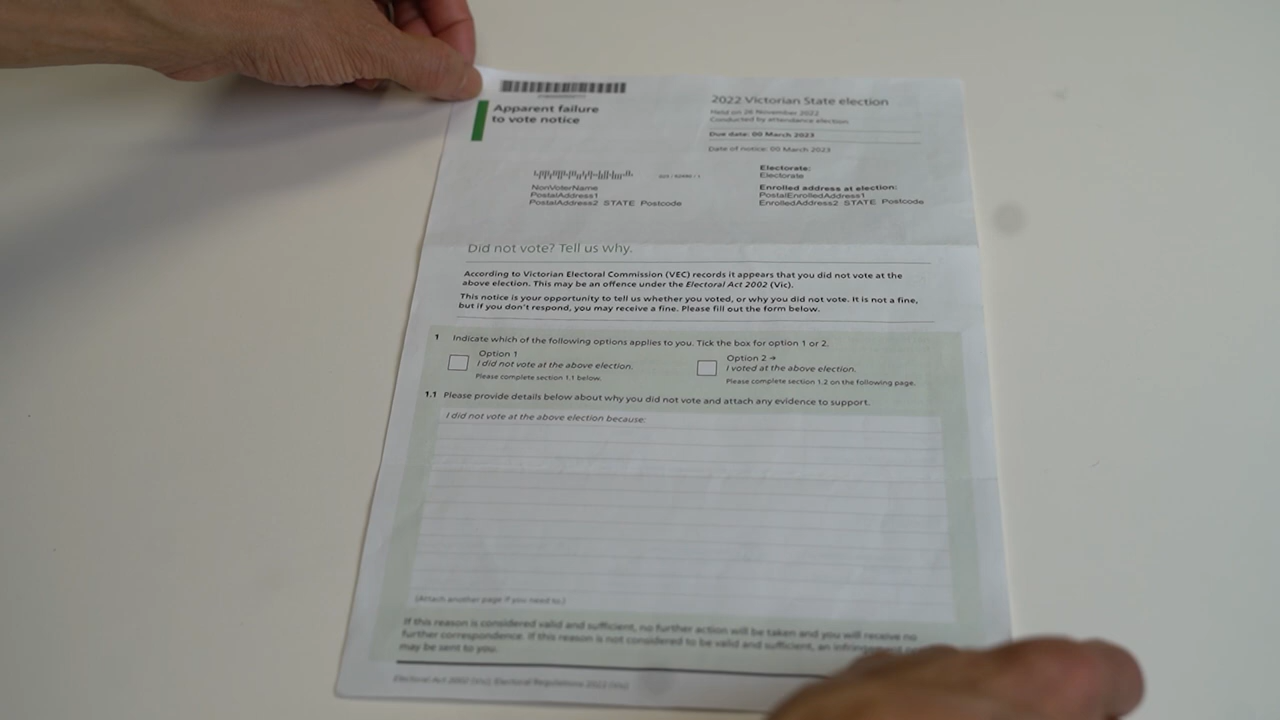 Apparent failure
to vote notice
2022 Victorian State election
Held on 26 November 2022
Conducted by attendance election
Due date: 00 March 2023
Date of notice: 00 March 2023
NonVoterName
PostalAddress1
PostalAddress2 STATE Postcode
Electorate:
Electorate
Enrolled address at election:
PostalEnrolledAddress1
EnrolledAddress2 STATE Postcode
Did not vote? Tell us why.
According to Victorian Electoral Commission (VEC) records it appears that you did not vote at the
above election. This may be an offence under the Electoral Act 2002 (Vic).
This notice is your opportunity to tell us whether you voted, or why you did not vote. It is not a fine,
but if you don't respond, you may receive a fine. Please fill out the form below.
1 Indicate which of the following options applies to you. Tick the box for option 1 or 2.
Option 1
I did not vote at the above election.
Please complete section 1.1 below.
Option 2 →
I voted at the above election.
Please complete section 1.2 on the following page.
1.1 Please provide details below about why you did not vote and attach any evidence to support.
I did not vote at the above election because:
(Attach another page if you need to.)
If this reason is considered valid and sufficient, no further action will be taken and you will receive no
further correspondence. If this reason is not considered to be valid and sufficient, an infringement
may be sent to you.
Electoral Act 2002 (Vic), Electoral Regulations 2022 (Vic)